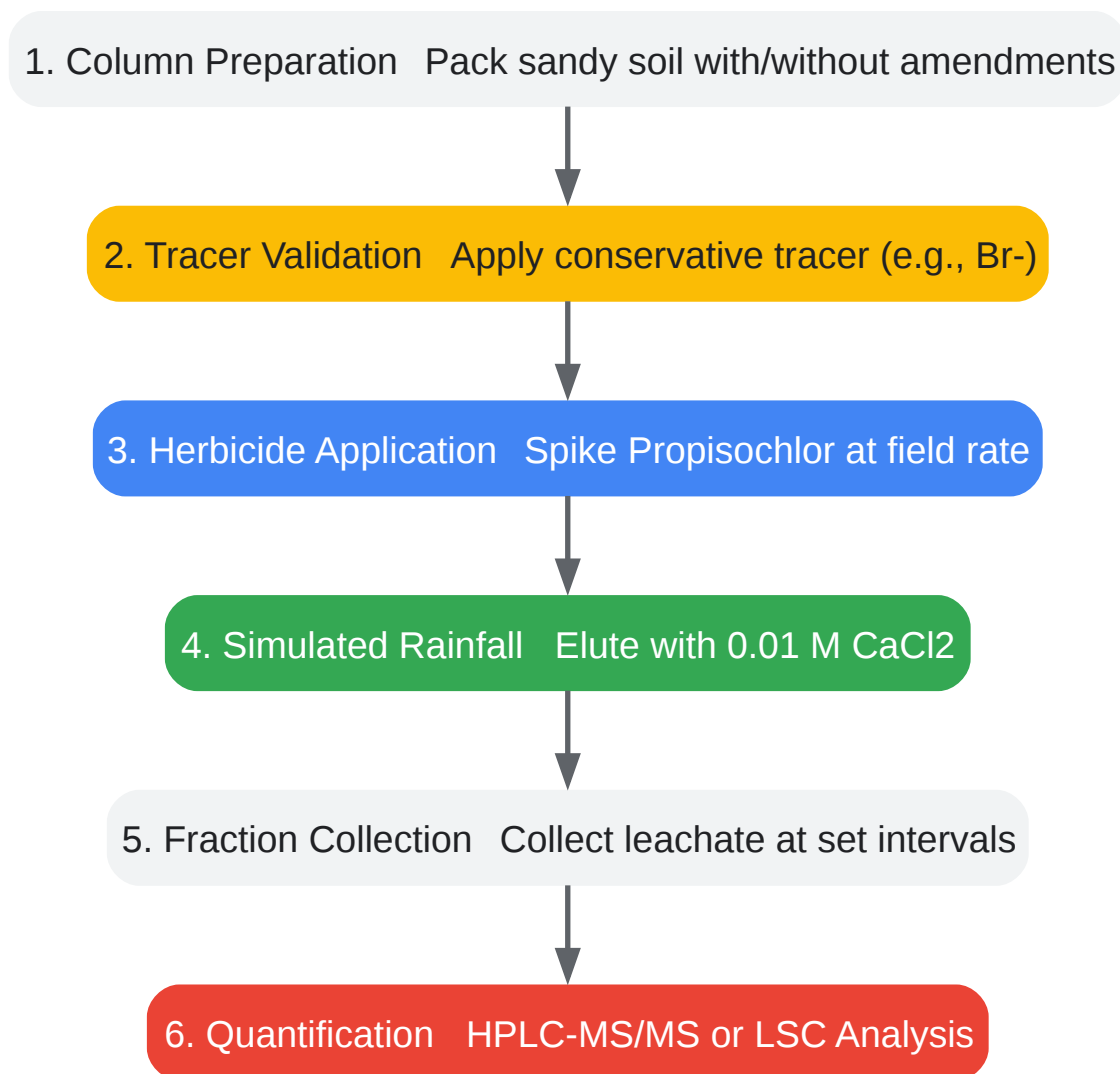 1. Column Preparation Pack sandy soil with/without amendments
2. Tracer Validation Apply conservative tracer (e.g., Br-)
3. Herbicide Application Spike Propisochlor at field rate
4. Simulated Rainfall Elute with 0.01 M CaCl2
5. Fraction Collection Collect leachate at set intervals
6. Quantification HPLC-MS/MS or LSC Analysis